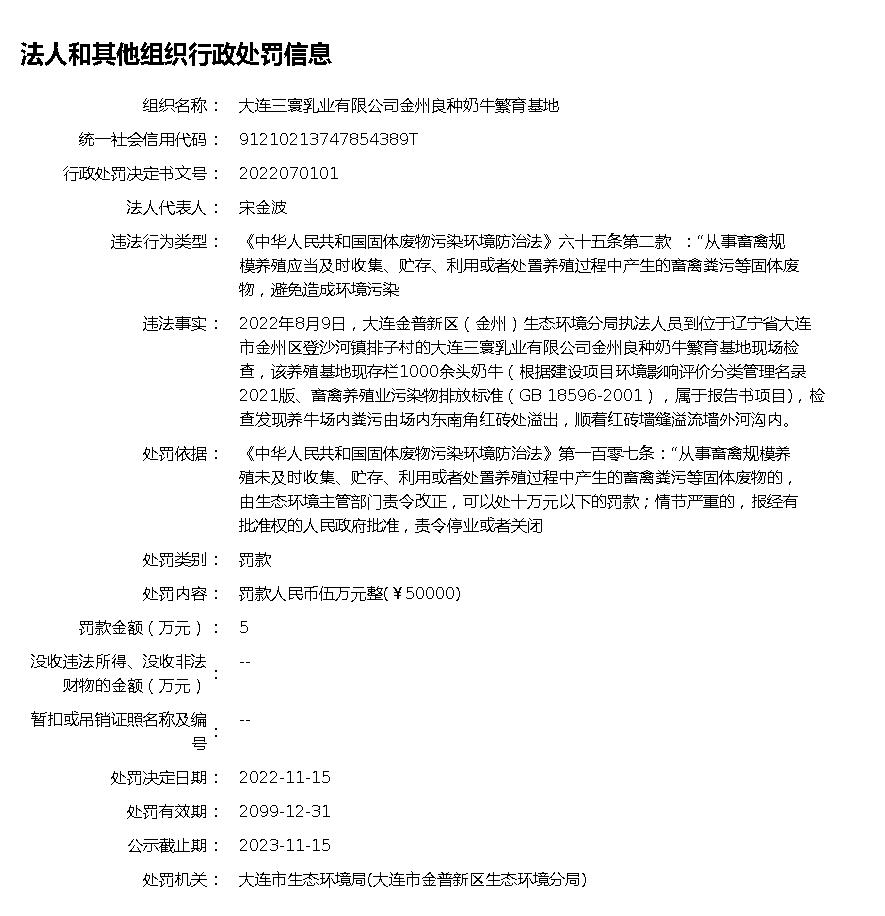 法人和其他组织行政处罚信息
组织名称： 大连三寰乳业有限公司金州良种奶牛繁育基地
统一社会信用代码： 91210213747854389T
行政处罚决定书文号： 2022070101
法人代表人： 宋金波
违法行为类型： 《中华人民共和国固体废物污染环境防治法》六十五条第二款 ：“从事畜禽规
模养殖应当及时收集、贮存、利用或者处置养殖过程中产生的畜禽粪污等固体废
物，避免造成环境污染
违法事实： 2022年8月9日，大连金普新区（金州）生态环境分局执法人员到位于辽宁省大连
市金州区登沙河镇排子村的大连三寰乳业有限公司金州良种奶牛繁育基地现场检
查，该养殖基地现存栏1000余头奶牛（根据建设项目环境影响评价分类管理名录
2021版、畜禽养殖业污染物排放标准（GB 18596-2001），属于报告书项目)，检
查发现养牛场内粪污由场内东南角红砖处溢出，顺着红砖墙缝溢流墙外河沟内。
处罚依据： 《中华人民共和国固体废物污染环境防治法》第一百零七条：“从事畜禽规模养
殖未及时收集、贮存、利用或者处置养殖过程中产生的畜禽粪污等固体废物的，
由生态环境主管部门责令改正，可以处十万元以下的罚款；情节严重的，报经有
批准权的人民政府批准，责令停业或者关闭
处罚类别： 罚款
处罚内容： 罚款人民币伍万元整(￥50000)
罚款金额（万元）： 5
没收违法所得、没收非法
财物的金额（万元）： --
暂扣或吊销证照名称及编
号： --
处罚决定日期： 2022-11-15
处罚有效期： 2099-12-31
公示截止期： 2023-11-15
处罚机关： 大连市生态环境局(大连市金普新区生态环境分局)